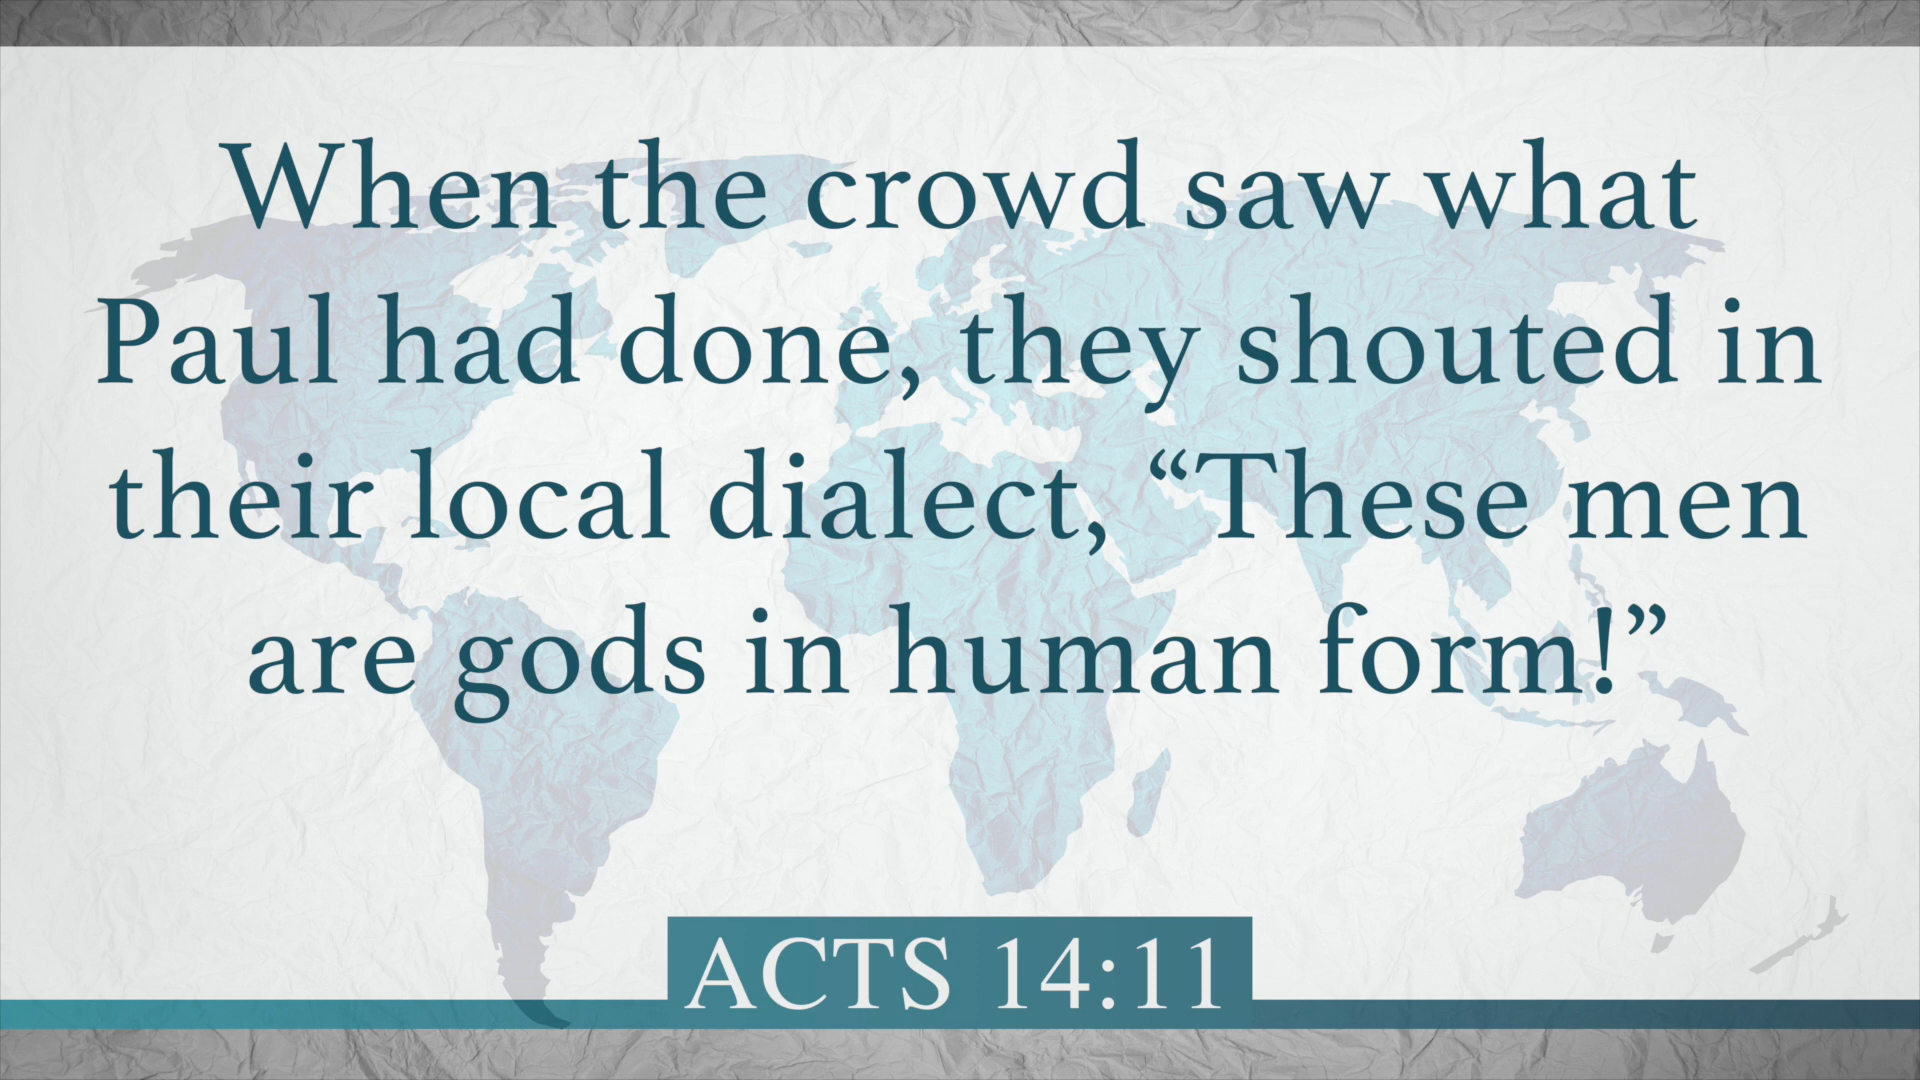 When the crowd saw what
Paul had done, they shouted in
their local dialect, “These men
are gods in human form!”
ACTS 14:11